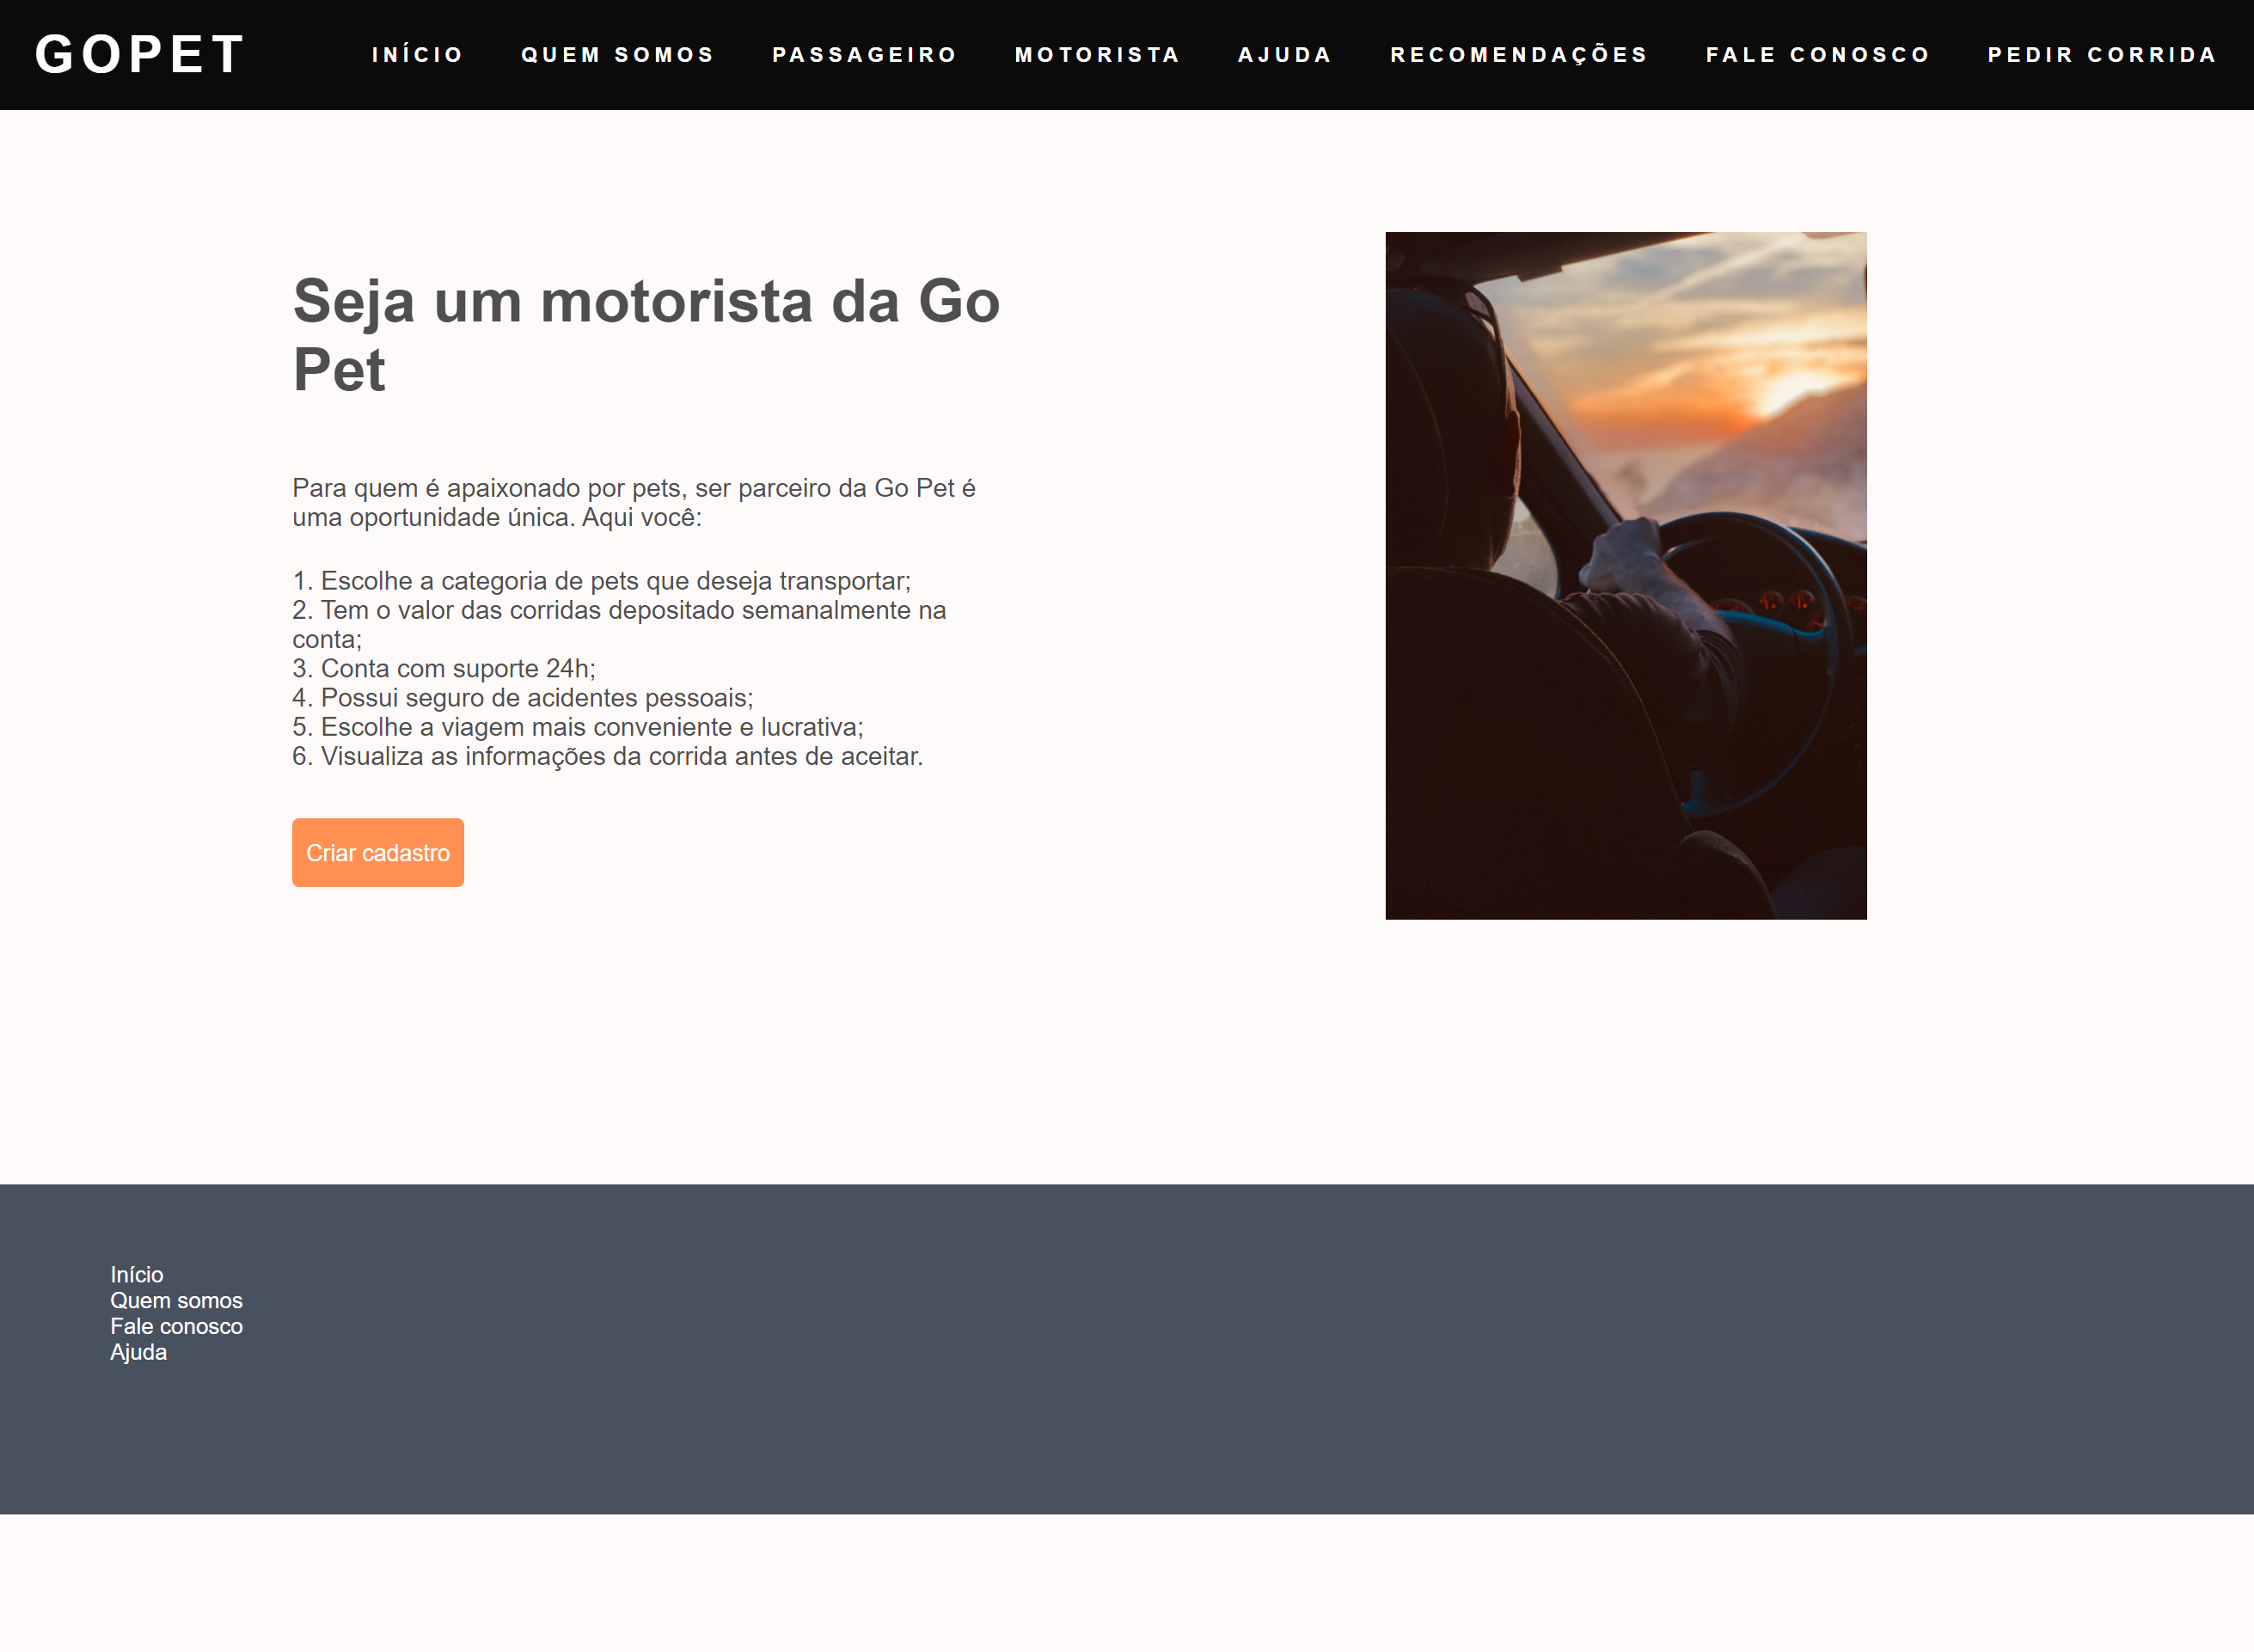 GOPET
INÍCIO QUEM SOMOS PASSAGEIRO MOTORISTA AJUDA RECOMENDAÇÕES FALE CONOSCO PEDIR CORRIDA
Seja um motorista da Go
Pet
Para quem é apaixonado por pets, ser parceiro da Go Pet é
uma oportunidade única. Aqui você:
1. Escolhe a categoria de pets que deseja transportar;
2. Tem o valor das corridas depositado semanalmente na
conta;
3. Conta com suporte 24h;
4. Possui seguro de acidentes pessoais;
5. Escolhe a viagem mais conveniente e lucrativa;
6. Visualiza as informações da corrida antes de aceitar.
Criar cadastro
Início
Quem somos
Fale conosco
Ajuda